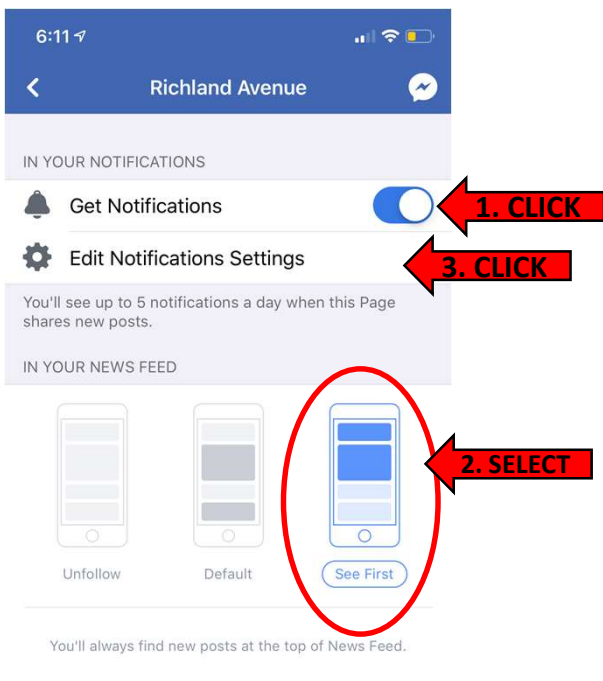 6:11
Richland Avenue
IN YOUR NOTIFICATIONS
Get Notifications
1. CLICK
Edit Notifications Settings
3. CLICK
You'll see up to 5 notifications a day when this Page
shares new posts.
IN YOUR NEWS FEED
2. SELECT
Unfollow
Default
See First
You'll always find new posts at the top of News Feed.